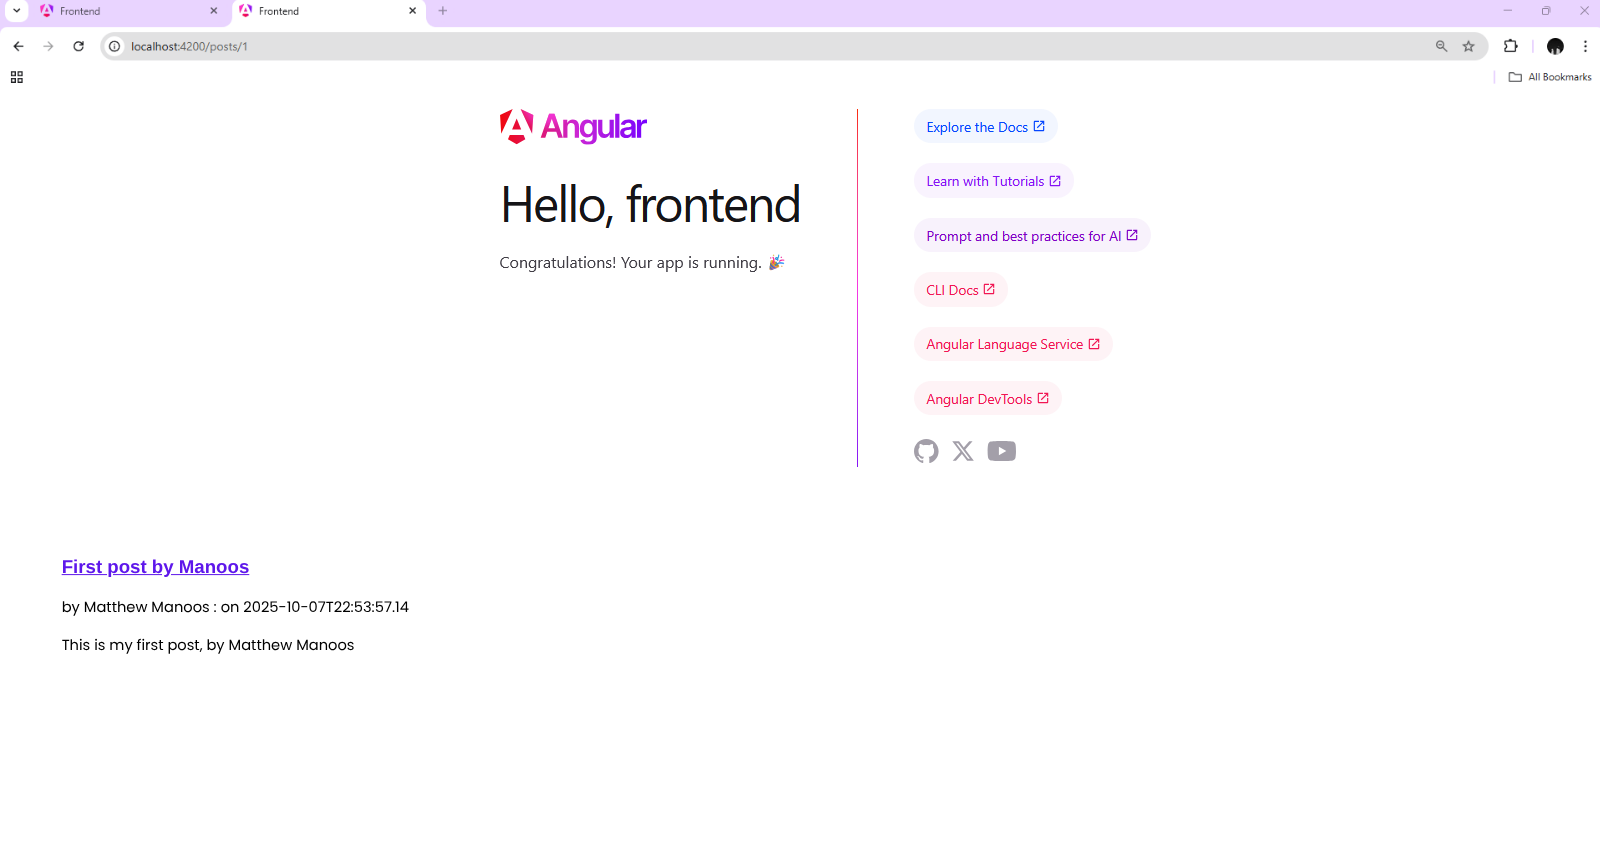 Frontend
Frontend
localhost:4200/posts/1
All Bookmarks
Angular
Hello, frontend
Congratulations! Your app is running. 🎉
Explore the Docs
Learn with Tutorials
Prompt and best practices for AI
CLI Docs
Angular Language Service
Angular DevTools
First post by Manoos
by Matthew Manoos : on 2025-10-07T22:53:57.14
This is my first post, by Matthew Manoos